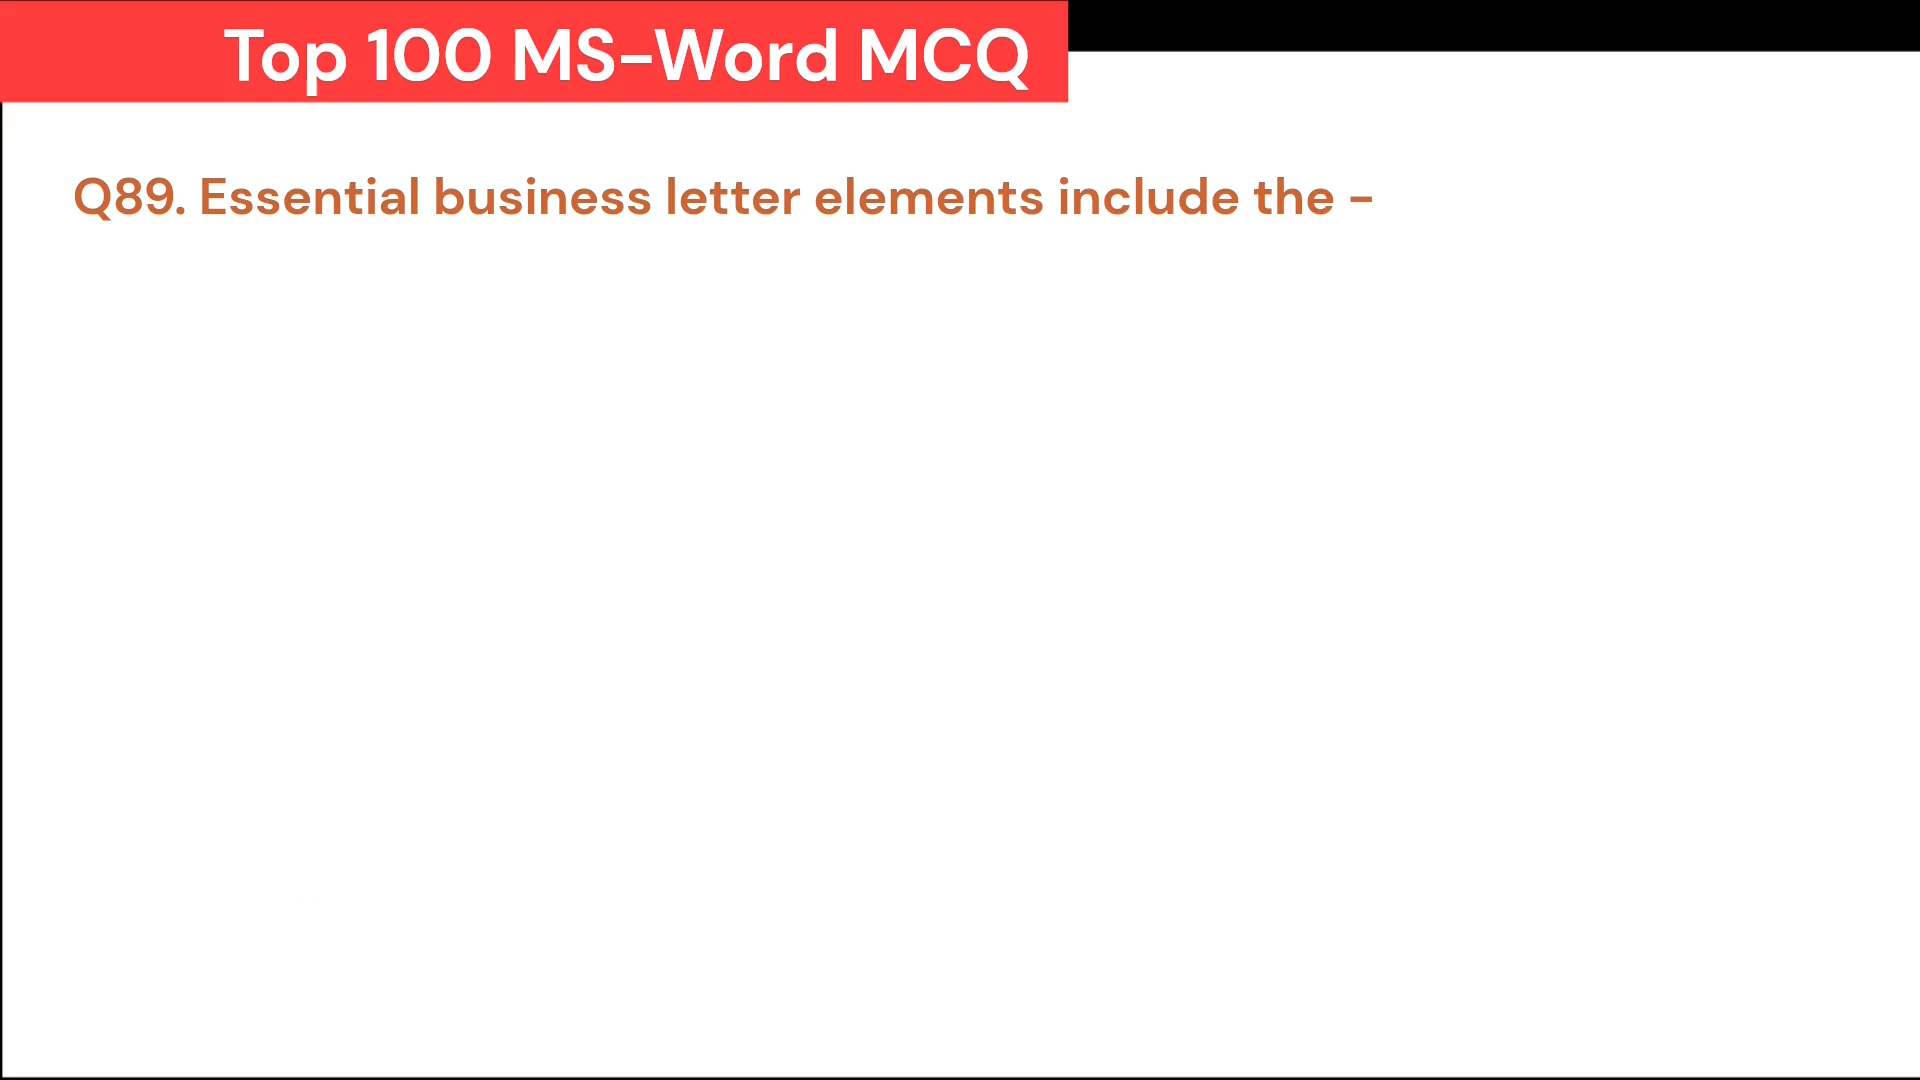 Top 100 MS-Word MCQ
Q89. Essential business letter elements include the -